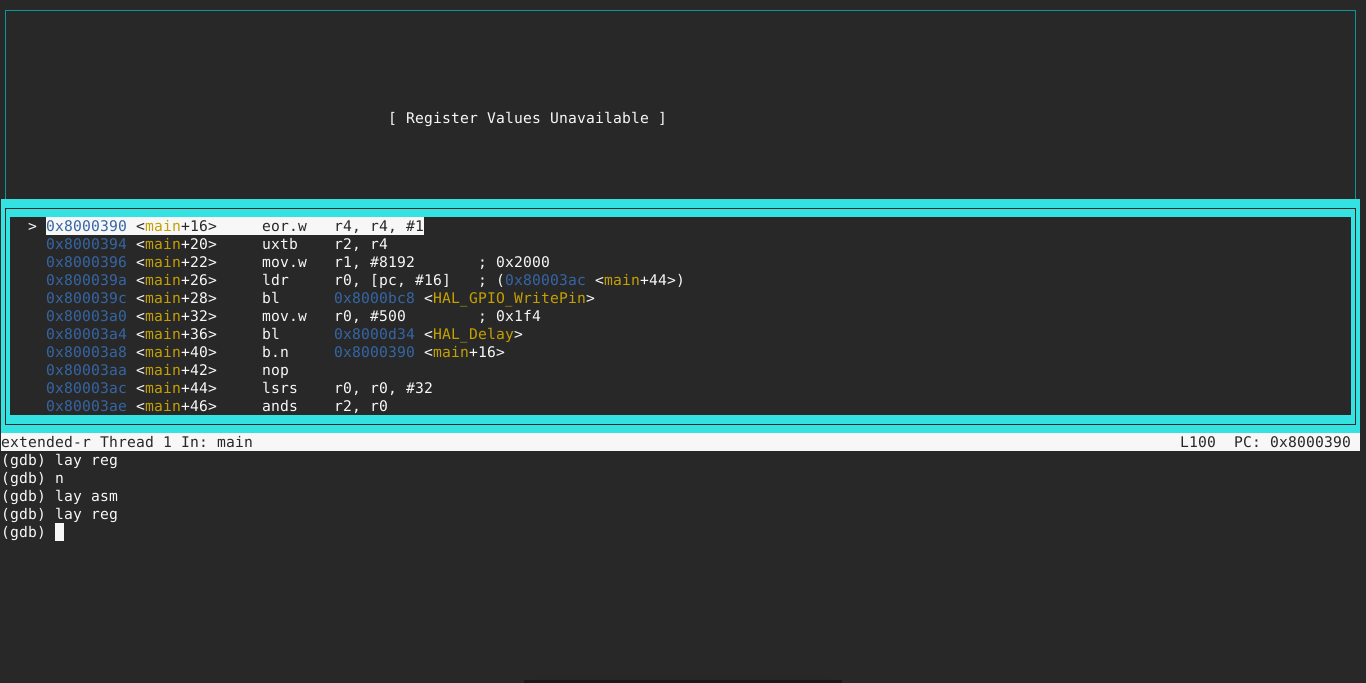 [ Register Values Unavailable ]
> 0x8000390 <main+16> eor.w r4, r4, #1
0x8000394 <main+20> uxtb r2, r4
0x8000396 <main+22> mov.w r1, #8192 ; 0x2000
0x800039a <main+26> ldr r0, [pc, #16] ; (0x80003ac <main+44>)
0x800039c <main+28> bl 0x8000bc8 <HAL_GPIO_WritePin>
0x80003a0 <main+32> mov.w r0, #500 ; 0x1f4
0x80003a4 <main+36> bl 0x8000d34 <HAL_Delay>
0x80003a8 <main+40> b.n 0x8000390 <main+16>
0x80003aa <main+42> nop
0x80003ac <main+44> lsrs r0, r0, #32
0x80003ae <main+46> ands r2, r0
extended-r Thread 1 In: main L100 PC: 0x8000390
(gdb) lay reg
(gdb) n
(gdb) lay asm
(gdb) lay reg
(gdb)